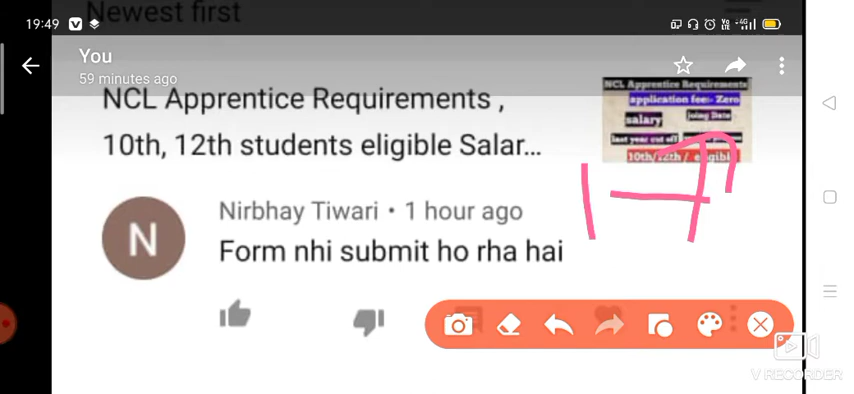 Newest first
19:49
4G
You
59 minutes ago
NCL Apprentice Requirements ,
10th, 12th students eligible Salar...
NCL Apprentice Requirements
application fee:- Zero
salary
joing Date
last year cut off
10th/12th / eligibl
Nirbhay Tiwari • 1 hour ago
N
Form nhi submit ho rha hai
V RECORDER